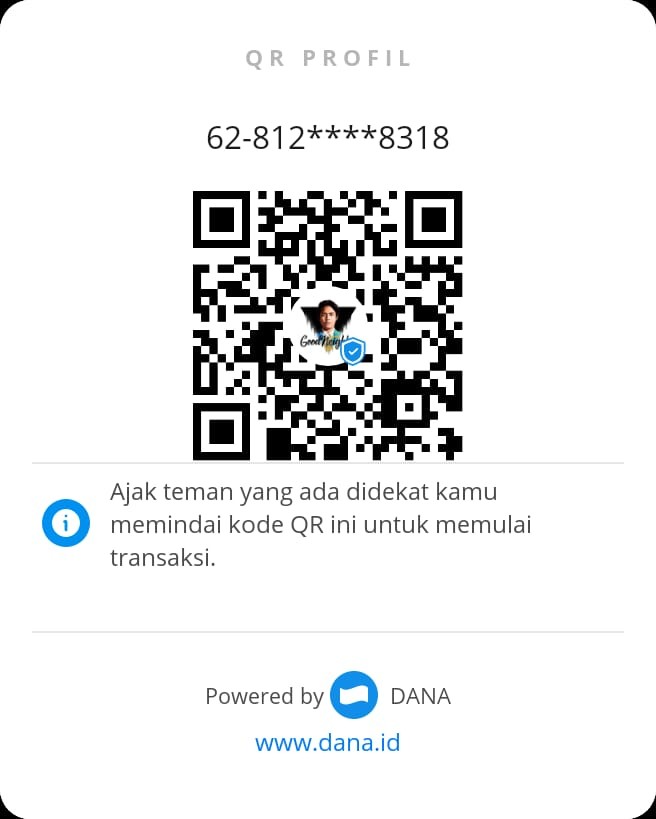 QR PROFIL
62-812****8318
Ajak teman yang ada didekat kamu
memindai kode QR ini untuk memulai
transaksi.
Powered by DANA
www.dana.id